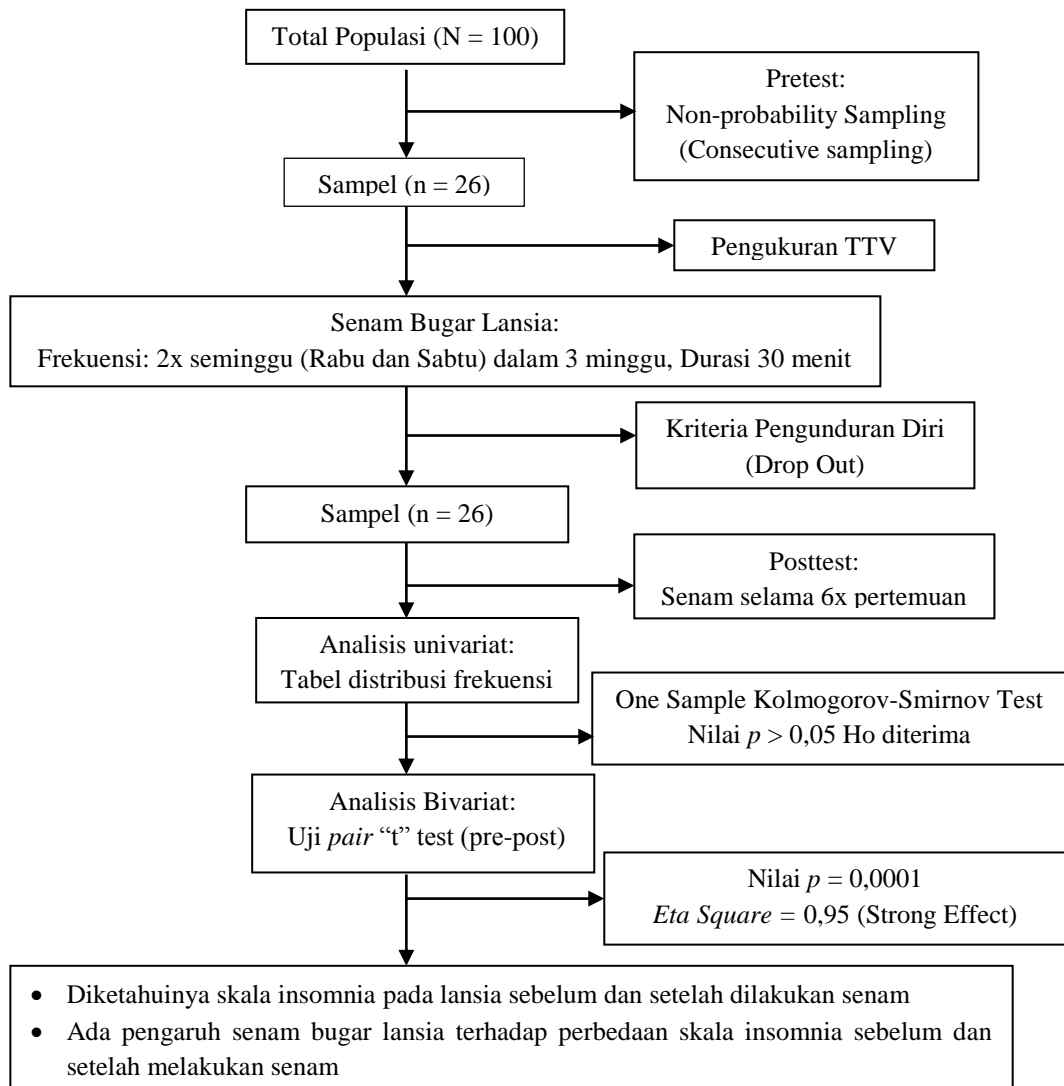 Total Populasi (N = 100)
Pretest:
Non-probability Sampling
(Consecutive sampling)
Sampel (n = 26)
Pengukuran TTV
Senam Bugar Lansia:
Frekuensi: 2x seminggu (Rabu dan Sabtu) dalam 3 minggu, Durasi 30 menit
Kriteria Pengunduran Diri
(Drop Out)
Sampel (n = 26)
Posttest:
Senam selama 6x pertemuan
Analisis univariat:
Tabel distribusi frekuensi
One Sample Kolmogorov-Smirnov Test
Nilai p > 0,05 Ho diterima
Analisis Bivariat:
Uji pair “t” test (pre-post)
Nilai p = 0,0001
Eta Square = 0,95 (Strong Effect)
• Diketahuinya skala insomnia pada lansia sebelum dan setelah dilakukan senam
• Ada pengaruh senam bugar lansia terhadap perbedaan skala insomnia sebelum dan
setelah melakukan senam